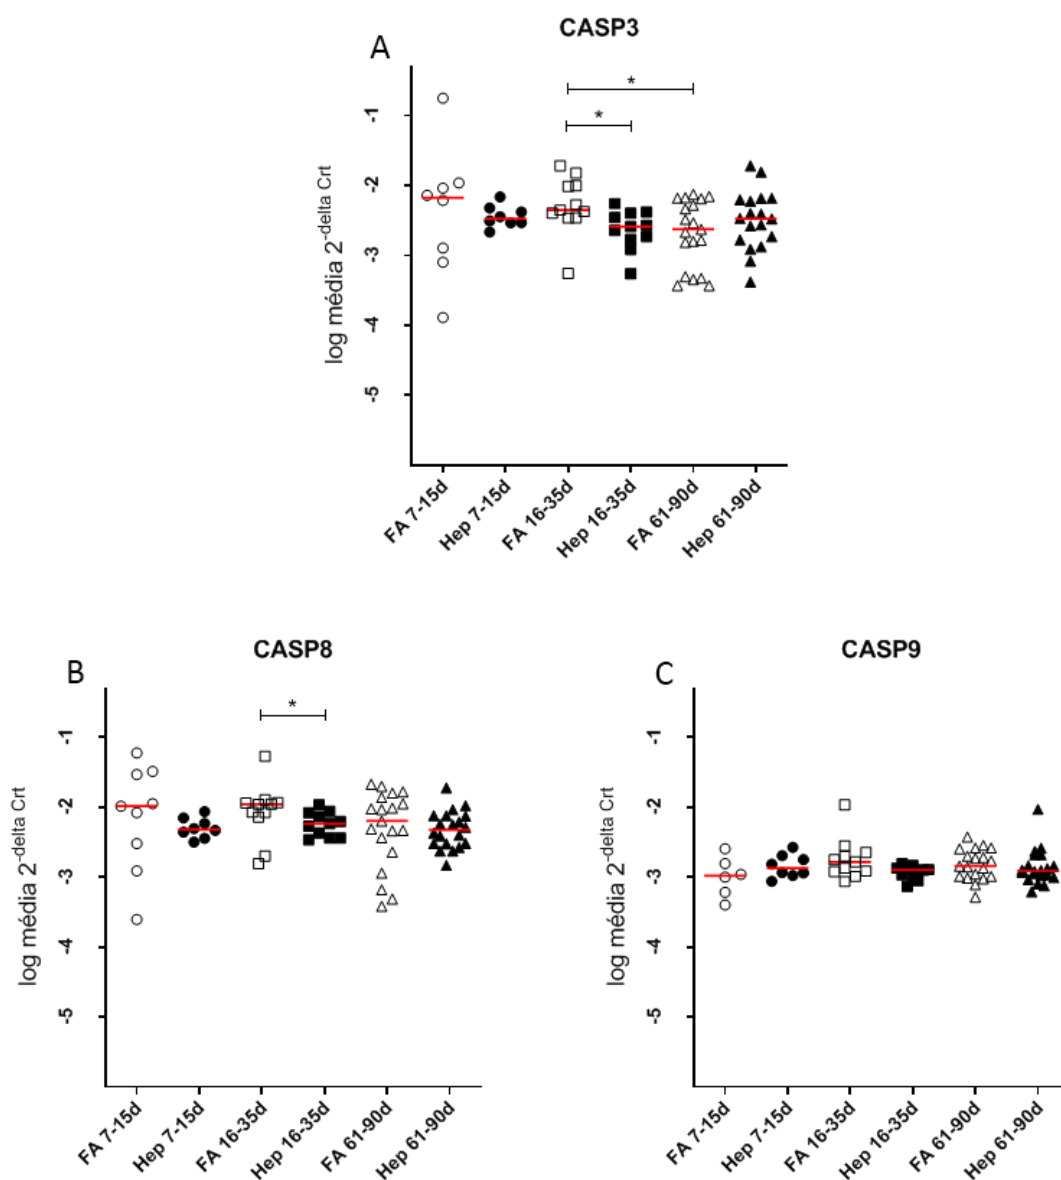 A
CASP3
*
*
-1
-2
-3
-4
-5
log média 2^-delta Crt
FA 7-15d
Hep 7-15d
FA 16-35d
Hep 16-35d
FA 61-90d
Hep 61-90d
B
CASP8
*
-1
-2
-3
-4
-5
log média 2^-delta Crt
FA 7-15d
Hep 7-15d
FA 16-35d
Hep 16-35d
FA 61-90d
Hep 61-90d
C
CASP9
-1
-2
-3
-4
-5
log média 2^-delta Crt
FA 7-15d
Hep 7-15d
FA 16-35d
Hep 16-35d
FA 61-90d
Hep 61-90d